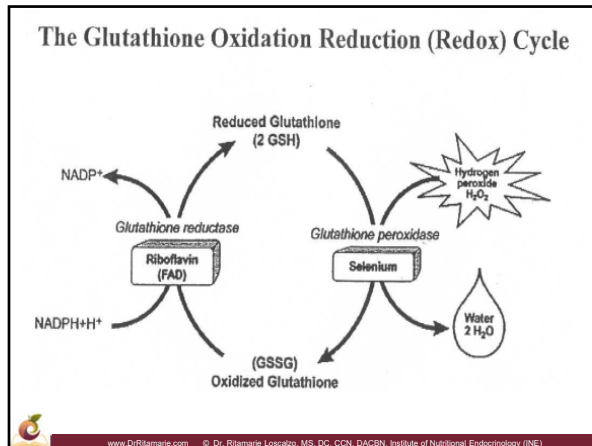 The Glutathione Oxidation Reduction (Redox) Cycle
Reduced Glutathione
(2 GSH)
NADP⁺
Hydrogen
peroxide
H₂O₂
Glutathione reductase
Glutathione peroxidase
Riboflavin
(FAD)
Selenium
NADPH+H⁺
Water
2 H₂O
(GSSG)
Oxidized Glutathione
www.DrRitamarie.com © Dr. Ritamarie Loscalzo, MS, DC, CCN, DACBN, Institute of Nutritional Endocrinology (INE)